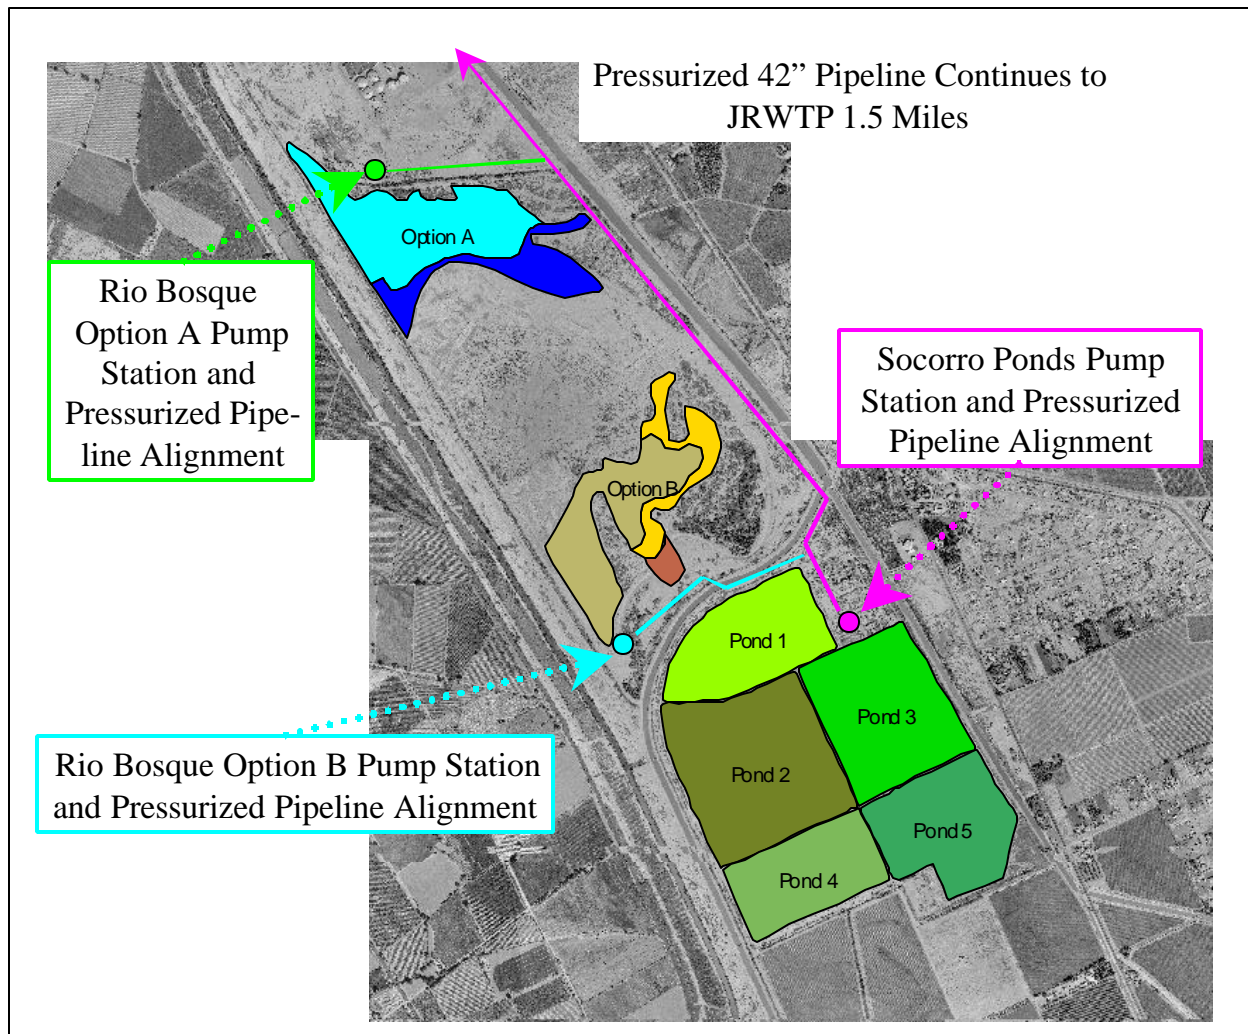 Pressurized 42” Pipeline Continues to
JRWTP 1.5 Miles
Option A
Rio Bosque
Option A Pump
Station and
Pressurized Pipe-
line Alignment
Socorro Ponds Pump
Station and Pressurized
Pipeline Alignment
Option B
Pond 1
Pond 3
Pond 2
Rio Bosque Option B Pump Station
and Pressurized Pipeline Alignment
Pond 5
Pond 4